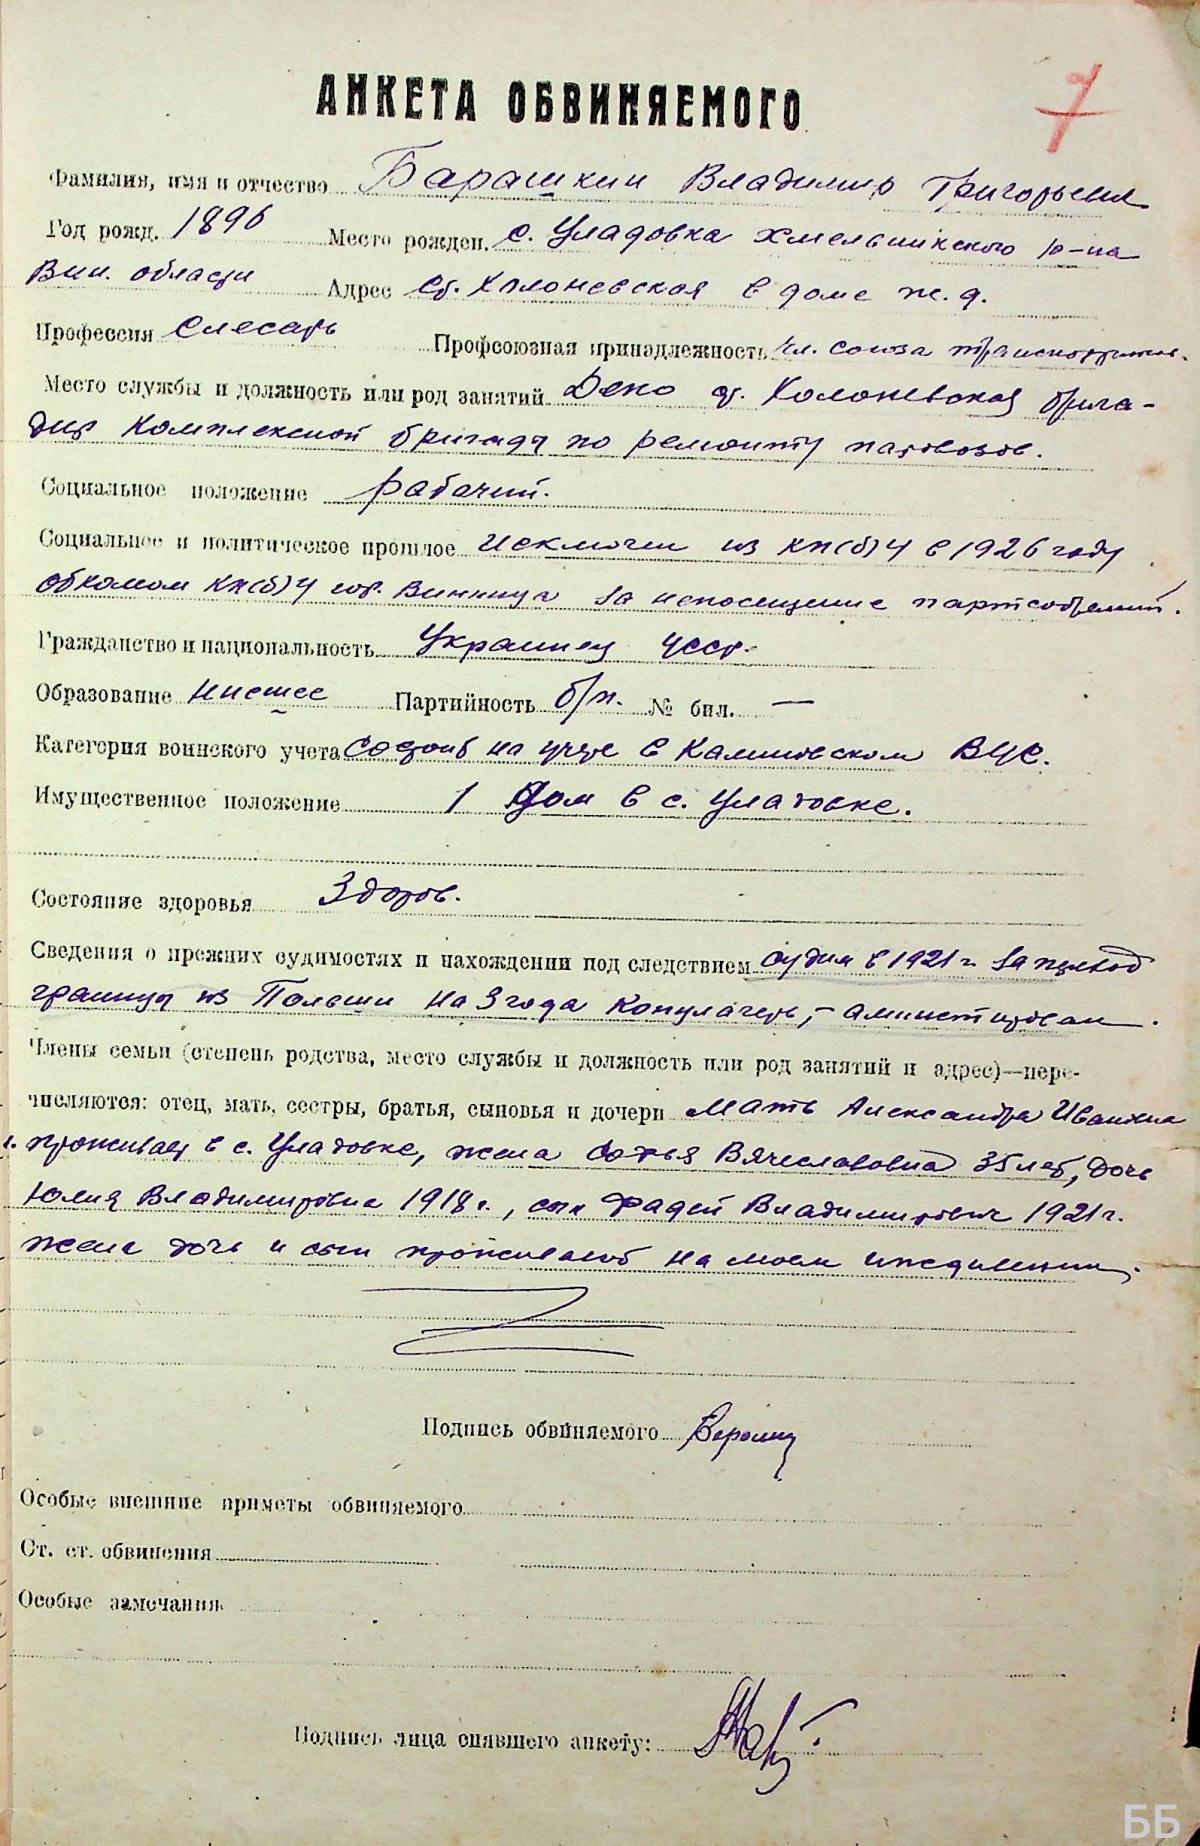 7
АНКЕТА ОБВИНЯЕМОГО
Фамилия, имя и отчество Барашкин Владимир Григорьевич
Год рожд. 1896 Место рожден. с. Уладовка Хмельникского р-на
Вин. области Адрес ст. Холоневская в доме ж.д.
Профессия слесарь Профсоюзная принадлежность чл. союза
Место службы и должность или род занятий Депо ст. Холоневская брига-
дир комплексной бригады по ремонту паровозов.
Социальное положение рабочий.
Социальное и политическое прошлое исключен из КП(б)У в 1926 году
обкомом КП(б)У гор. Винница за непосещение партсобраний.
Гражданство и национальность Украинец УССР.
Образование нисшее Партийность б/п. № бил. —
Категория воинского учета состоит на учете в Калиновском ВУС.
Имущественное положение 1 дом в с. Уладовке.
Состояние здоровья Здоров.
Сведения о прежних судимостях и нахождении под следствием судим в 1921 г. за переход
границы из Польши на 3 года концлагерь, - амнистирован.
Члены семьи (степень родства, место службы и должность или род занятий и адрес)—пере-
числяются: отец, мать, сестры, братья, сыновья и дочери Мать Александра Ивановна
проживает в с. Уладовке, жена Софья Вячеславовна 35 лет, дочь
Юлия Владимировна 1918 г., сын Фадей Владимирович 1921 г.
жена дочь и сын проживают на моем иждивении.
Подпись обвиняемого
Особые внешние приметы обвиняемого
Ст. ст. обвинения
Особые замечания
Подпись лица снявшего анкету:
ББ